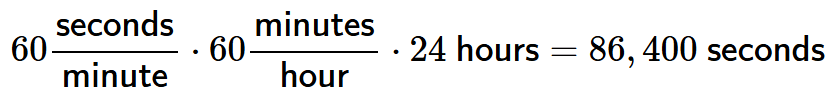 60 seconds/minute · 60 minutes/hour · 24 hours = 86,400 seconds